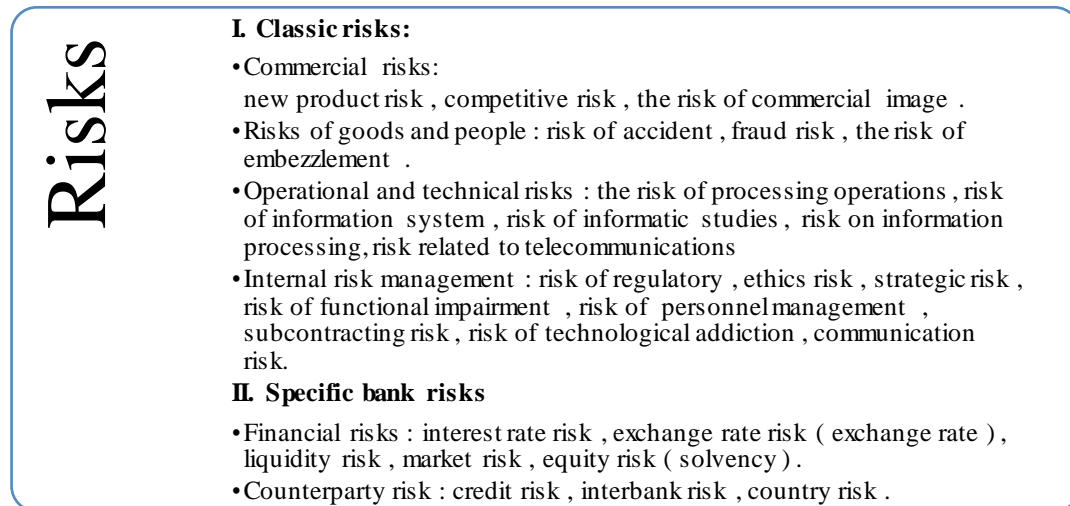 Risks
I. Classic risks:
•Commercial risks:
new product risk , competitive risk , the risk of commercial image .
•Risks of goods and people : risk of accident , fraud risk , the risk of
embezzlement .
•Operational and technical risks : the risk of processing operations , risk
of information system , risk of informatic studies , risk on information
processing, risk related to telecommunications
•Internal risk management : risk of regulatory , ethics risk , strategic risk ,
risk of functional impairment , risk of personnel management ,
subcontracting risk , risk of technological addiction , communication
risk.
II. Specific bank risks
•Financial risks : interest rate risk , exchange rate risk ( exchange rate ) ,
liquidity risk , market risk , equity risk ( solvency ) .
•Counterparty risk : credit risk , interbank risk , country risk .